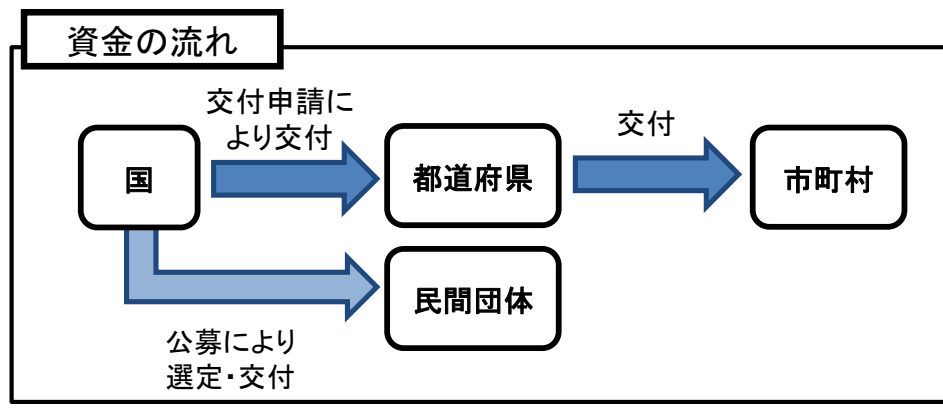 資金の流れ
交付申請に
より交付
交付
国
都道府県
市町村
民間団体
公募により
選定・交付